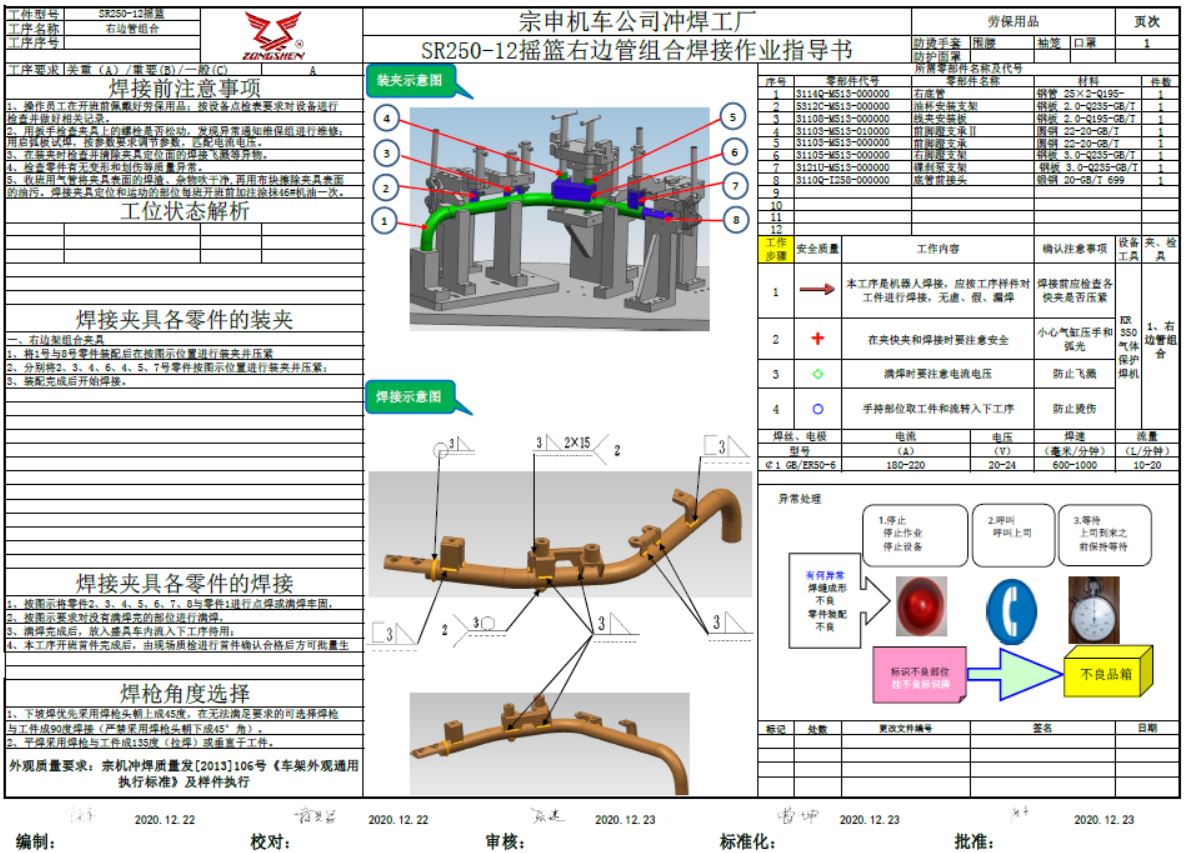 工件型号 SR250-12摇篮
工序名称 右边管组合
工序序号
ZONGSHEN
®
工序要求 关重（A）/重要(B)/一般(C) A
宗申机车公司冲焊工厂
SR250-12摇篮右边管组合焊接作业指导书
劳保用品 页次
防烫手套 围腰 袖笼 口罩 1
防护面罩
焊接前注意事项
1、操作员工在开班前佩戴好劳保用品；按设备点检表要求对设备进行
检查并做好相关记录。
2、用扳手检查夹具上的螺栓是否松动，发现异常通知维保组进行维修；
用启弧板试焊，按参数要求调节参数，匹配电流电压。
3、在装夹时检查并清除夹具定位面的焊接飞溅等异物。
4、检查零件有无变形和划伤等质量异常。
5、收班用气管将夹具表面的焊渣、杂物吹干净，再用布块擦除夹具表面
的油污。焊接夹具定位和运动的部位每班开班前加注涂抹46#机油一次。
工位状态解析
焊接夹具各零件的装夹
一、右边架组合夹具
1、将1号与8号零件装配后在按图示位置进行装夹并压紧
2、分别将2、3、4、6、4、5、7号零件按图示位置进行装夹并压紧；
3、装配完成后开始焊接。
焊接夹具各零件的焊接
1、按图示将零件2、3、4、5、6、7、8与零件1进行点焊或满焊牢固，
2、按图示要求对没有满焊完的部位进行满焊，
3、满焊完成后，放入盛具车内流入下工序待用；
4、本工序开班首件完成后，由现场质检进行首件确认合格后方可批量生
焊枪角度选择
1、下坡焊优先采用焊枪头朝上成45度，在无法满足要求的可选择焊枪
与工件成90度焊接（严禁采用焊枪头朝下成45°角）。
2、平焊采用焊枪与工件成135度（拉焊）或垂直于工件。
外观质量要求：宗机冲焊质量发[2013]106号《车架外观通用
执行标准》及样件执行
装夹示意图
4
3
2
1
5
6
7
8
焊接示意图
3
3 2×15 2
3
3
2 3
3
3
所需零部件名称及代号
序号 零部件代号 零部件名称 材料 件数
1 3114Q-M513-000000 右底管 钢管 25×2-Q195- 1
2 5312C-M513-000000 油杯安装支架 钢板 2.0-Q235-GB/T 1
3 31108-M513-000000 线夹安装板 钢板 2.0-Q195-GB/T 1
4 31103-M513-010000 前脚蹬支承Ⅱ 圆钢 22-20-GB/T 1
5 31103-M513-000000 前脚蹬支承 圆钢 22-20-GB/T 1
6 31105-M513-000000 右脚蹬支架 钢板 3.0-Q235-GB/T 1
7 3121U-M513-000000 碟刹泵支架 钢板 3.0-Q235-GB/T 1
8 3110Q-I258-000000 底管前接头 锻钢 20-GB/T 699 1
9
10
11
12
工作步骤 安全质量 工作内容 确认注意事项 设备工具 夹、检具
1 本工序是机器人焊接，应按工序样件对工件进行焊接，无虚、假、漏焊 焊接前应检查各快夹是否压紧
2 在夹快夹和焊接时要注意安全 小心气缸压手和弧光
3 满焊时要注意电流电压 防止飞溅
4 手持部位取工件和流转入下工序 防止烫伤
KR350气体保护焊机
1、右边管组合
焊丝、电极 电流 电压 焊速 流量
型号 （A） （V） （毫米/分钟） （L/分钟）
¢1 GB/ER50-6 180-220 20-24 600-1000 10-20
异常处理
1.停止
停止作业
停止设备
2.呼叫
呼叫上司
3.等待
上司到来之
前保持等待
有何异常
焊缝成形
不良
零件装配
不良
标识不良部位
挂不良标识牌
不良品箱
标记 处数 更改文件编号 签名 日期
2020.12.22 2020.12.22 2020.12.23 2020.12.23 2020.12.23
编制： 校对： 审核： 标准化： 批准：